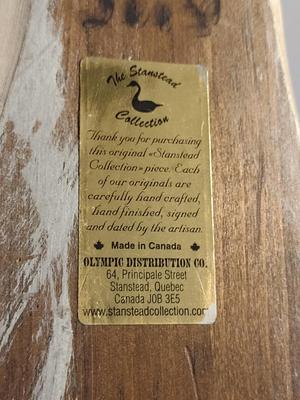 The Stanstead
Collection
Thank you for purchasing
this original «Stanstead
Collection» piece. Each
of our originals are
carefully hand crafted,
hand finished, signed
and dated by the artisan.
Made in Canada
OLYMPIC DISTRIBUTION CO.
64, Principale Street
Stanstead, Quebec
Canada J0B 3E5
www.stansteadcollection.com